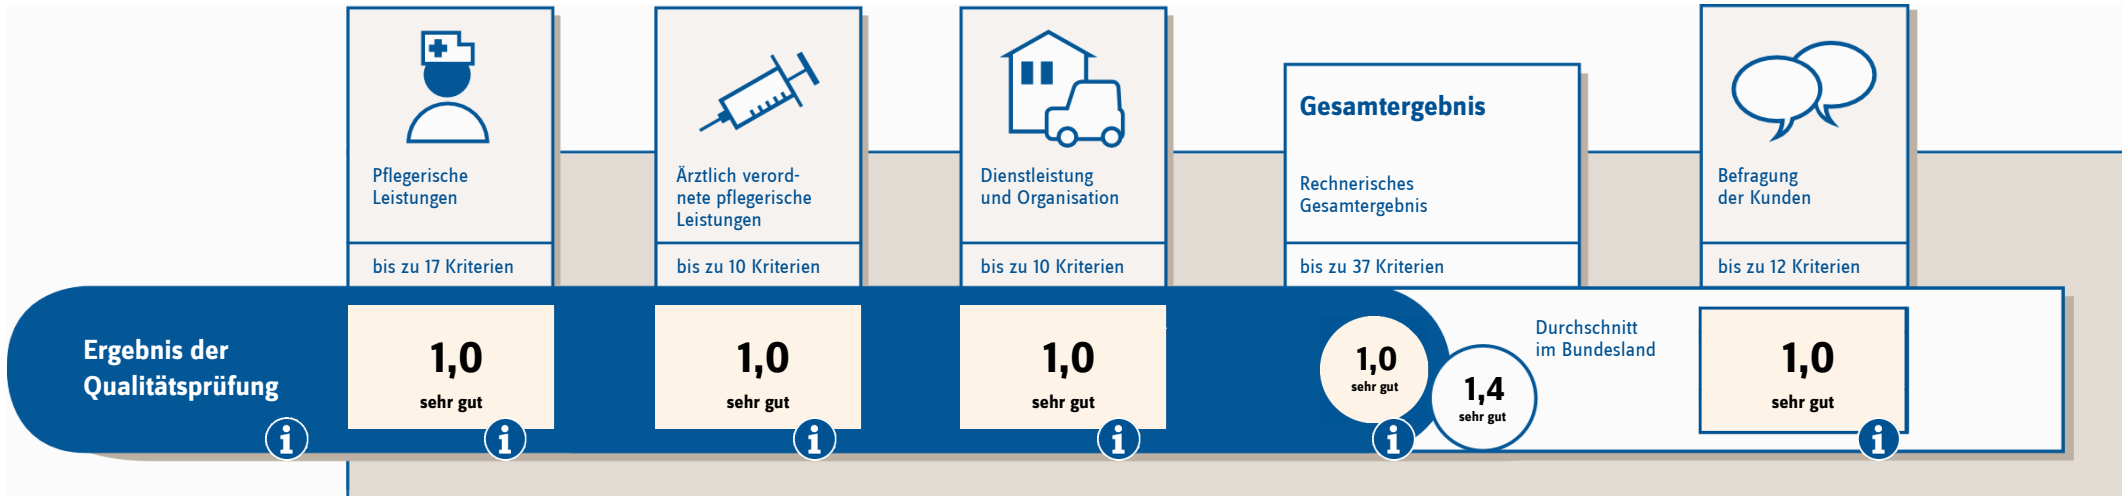 Pflegerische
Leistungen
bis zu 17 Kriterien
Ärztlich verord-
nete pflegerische
Leistungen
bis zu 10 Kriterien
Dienstleistung
und Organisation
bis zu 10 Kriterien
Gesamtergebnis
Rechnerisches
Gesamtergebnis
bis zu 37 Kriterien
Befragung
der Kunden
bis zu 12 Kriterien
Ergebnis der
Qualitätsprüfung
i
1,0
sehr gut
i
1,0
sehr gut
i
1,0
sehr gut
i
1,0
sehr gut
i
1,4
sehr gut
Durchschnitt
im Bundesland
1,0
sehr gut
i